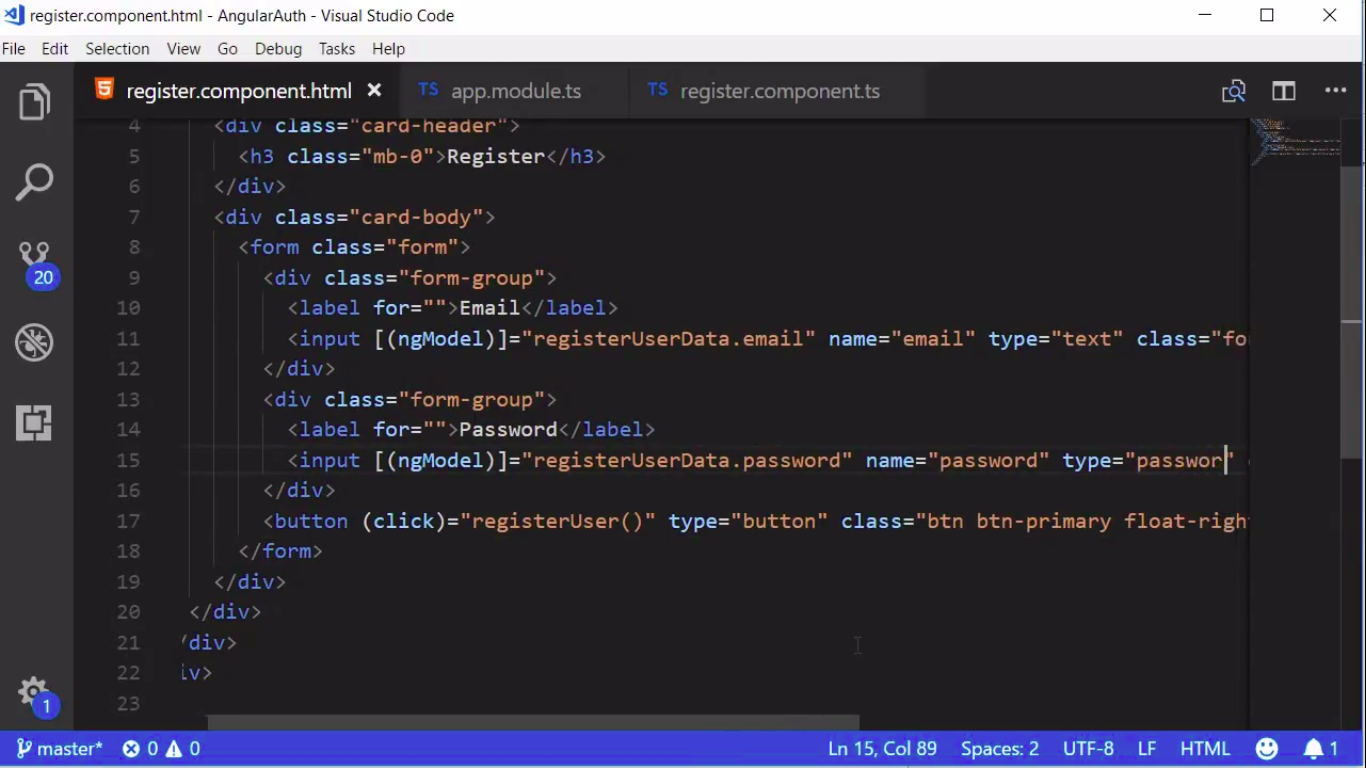 register.component.html - AngularAuth - Visual Studio Code
File Edit Selection View Go Debug Tasks Help
register.component.html TS app.module.ts TS register.component.ts
4 <div class="card-header">
5 <h3 class="mb-0">Register</h3>
6 </div>
7 <div class="card-body">
8 <form class="form">
9 <div class="form-group">
10 <label for="">Email</label>
11 <input [(ngModel)]="registerUserData.email" name="email" type="text" class="fo
12 </div>
13 <div class="form-group">
14 <label for="">Password</label>
15 <input [(ngModel)]="registerUserData.password" name="password" type="passwor"
16 </div>
17 <button (click)="registerUser()" type="button" class="btn btn-primary float-righ
18 </form>
19 </div>
20 </div>
21 /div>
22 iv>
23
20
1
master* 0 0 Ln 15, Col 89 Spaces: 2 UTF-8 LF HTML 1